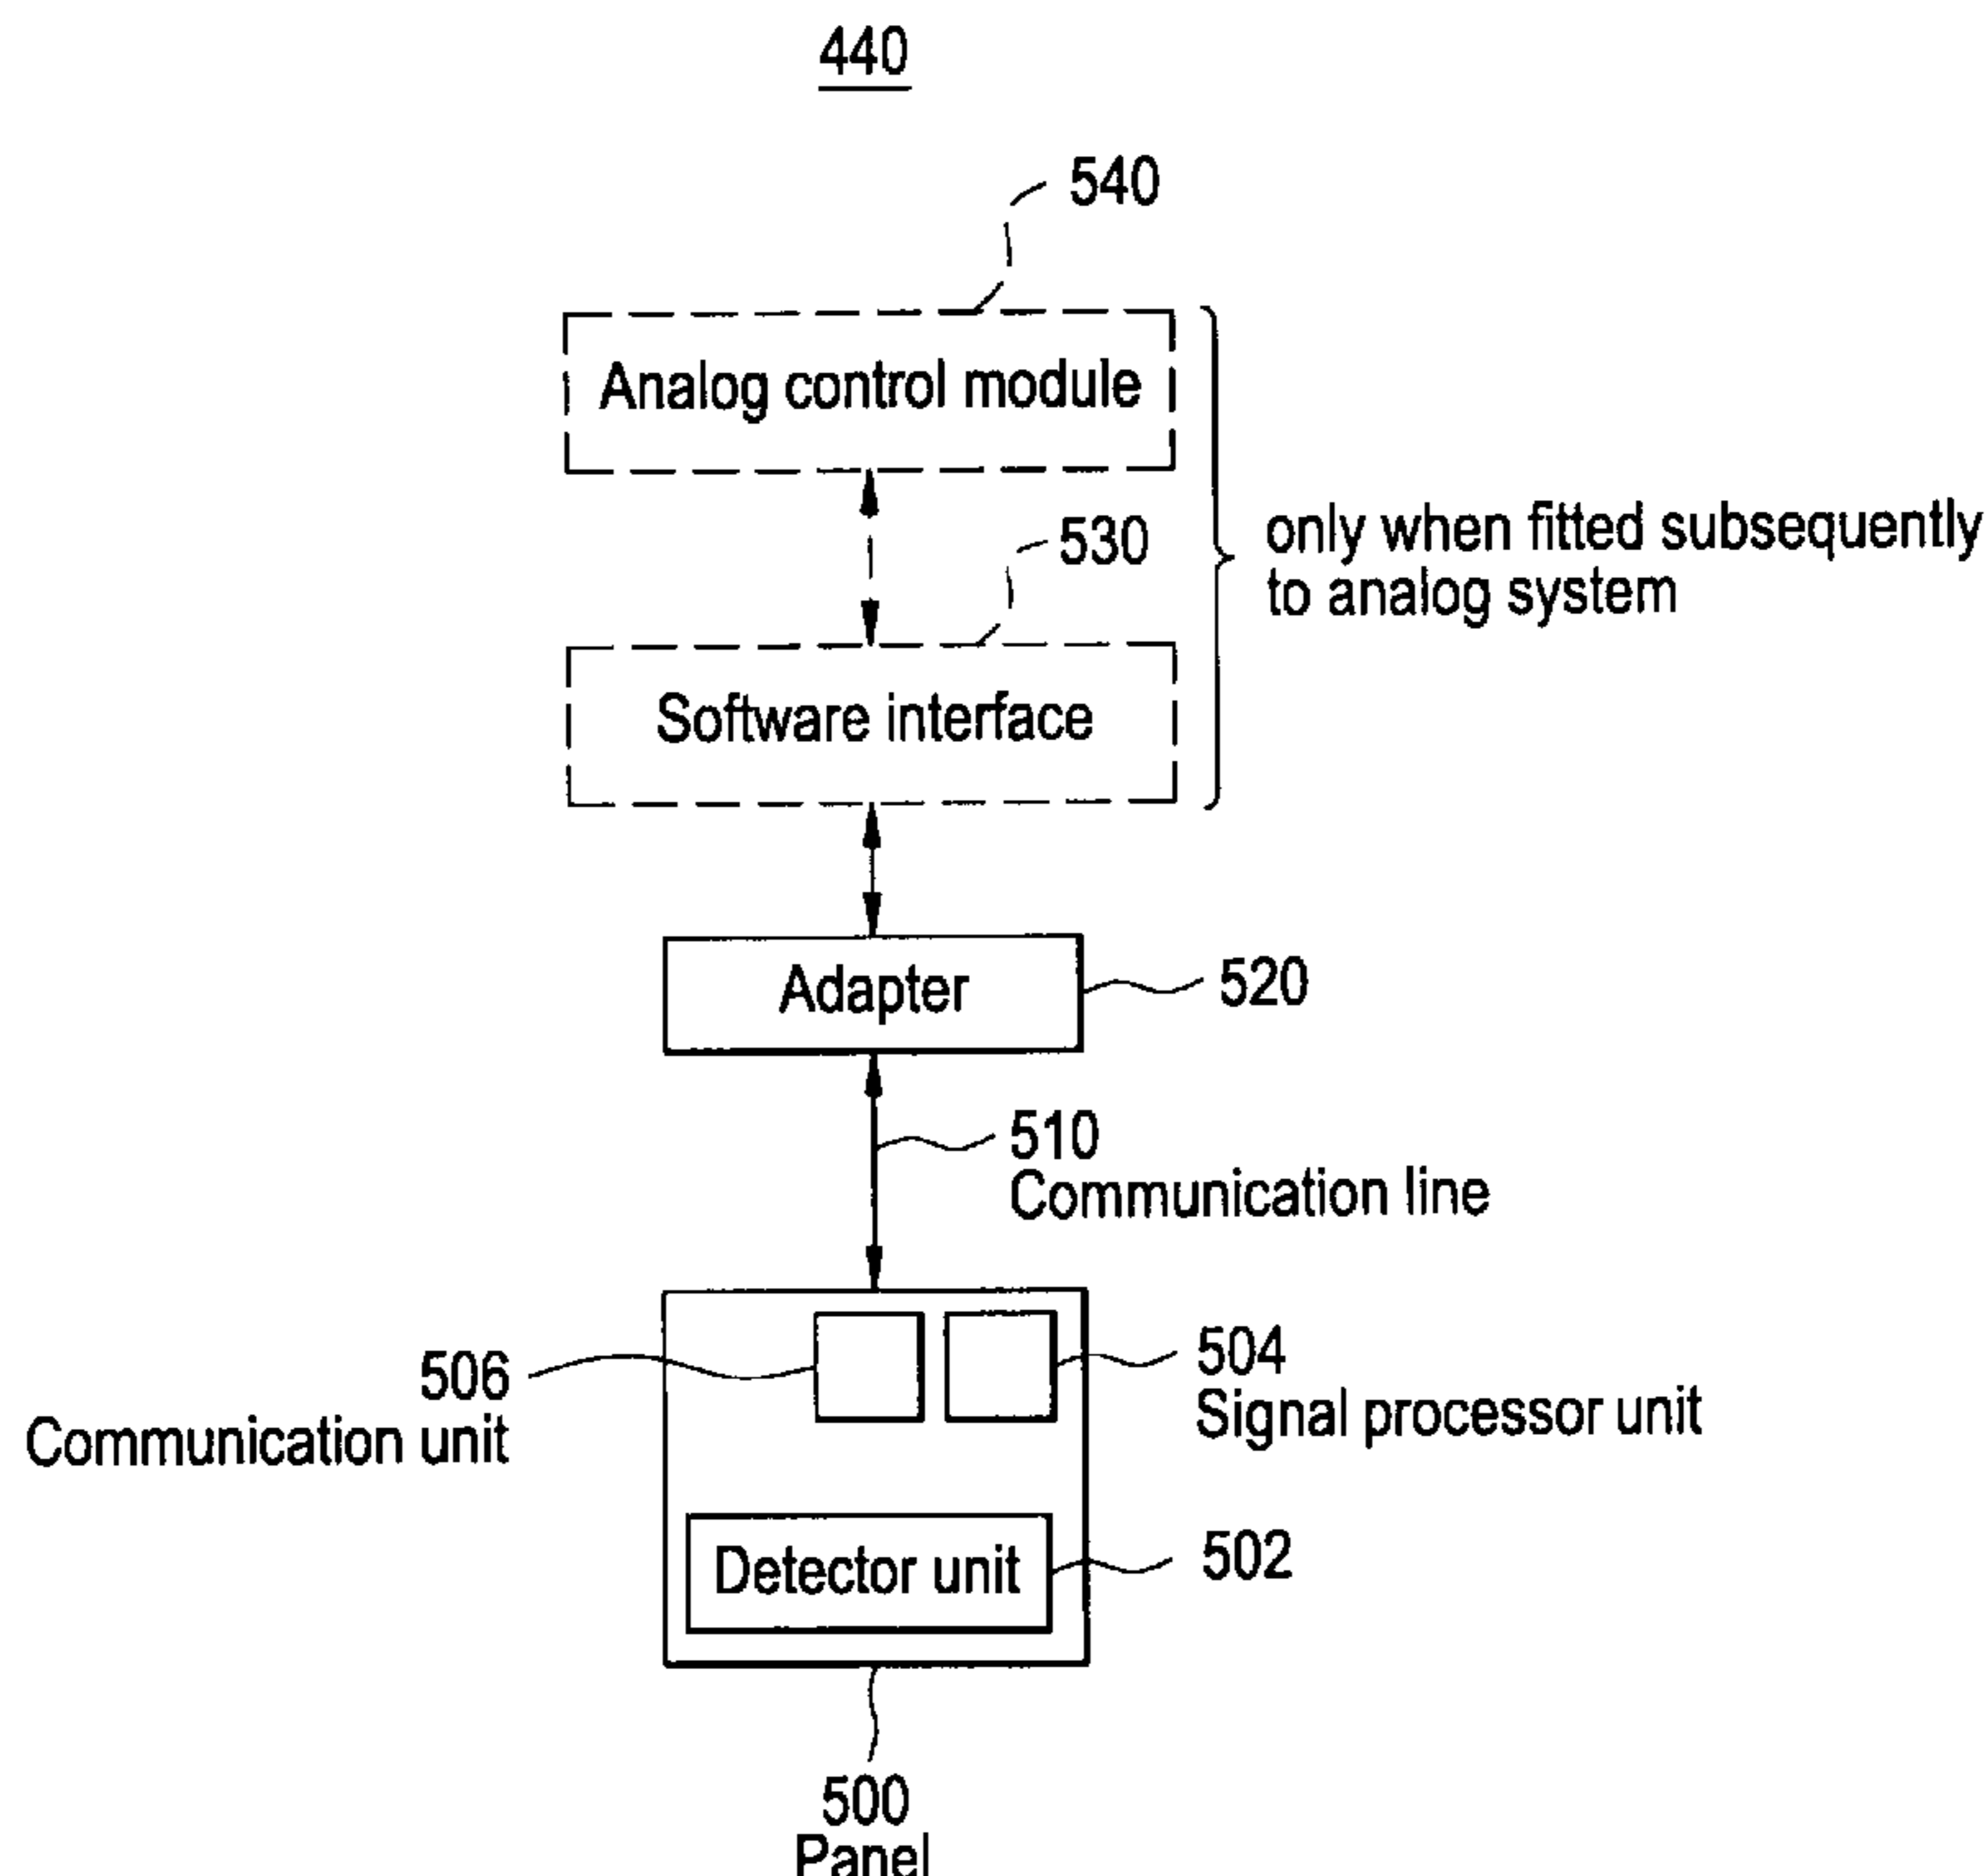 440
540
Analog control module
530
only when fitted subsequently
to analog system
Software interface
Adapter
520
510
Communication line
506
Communication unit
504
Signal processor unit
Detector unit
502
500
Panel